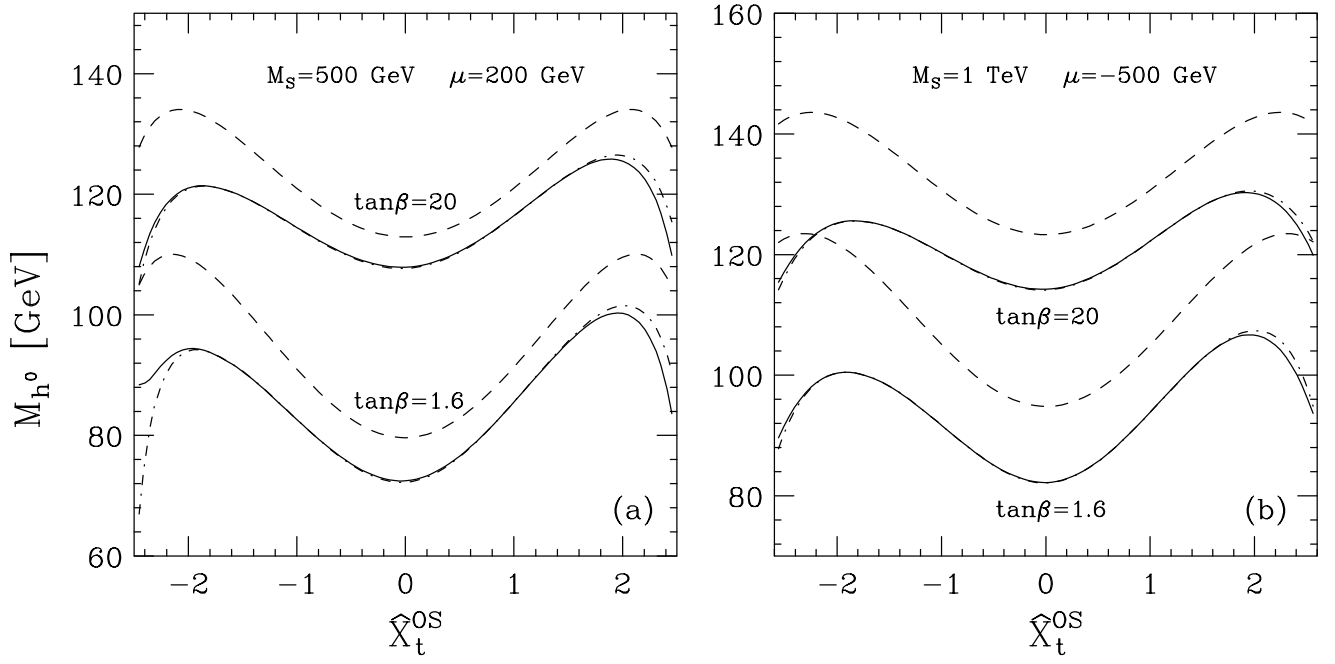 M_h⁰ [GeV]
140
120
100
80
60
M_S=500 GeV μ=200 GeV
tanβ=20
tanβ=1.6
(a)
−2 −1 0 1 2
X̂_t^OS
160
140
120
100
80
M_S=1 TeV μ=−500 GeV
tanβ=20
tanβ=1.6
(b)
−2 −1 0 1 2
X̂_t^OS